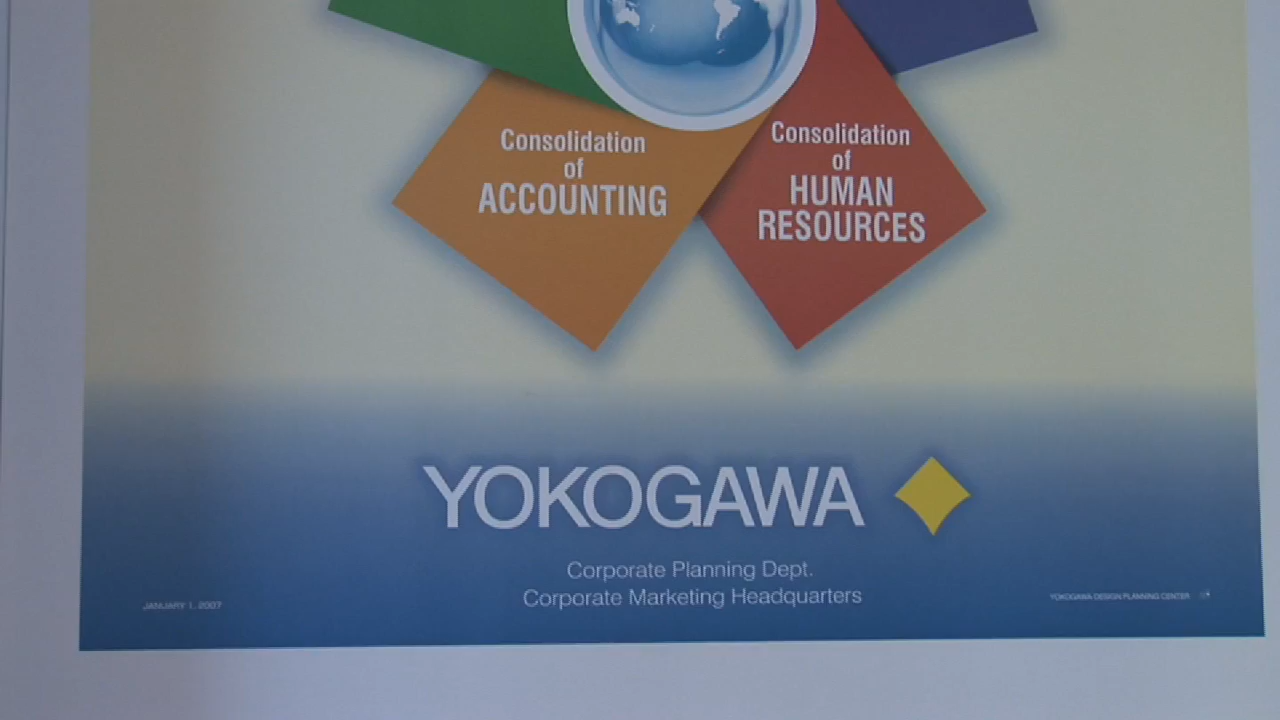 Consolidation
of
ACCOUNTING
Consolidation
of
HUMAN
RESOURCES
YOKOGAWA
Corporate Planning Dept.
Corporate Marketing Headquarters
JANUARY 1, 2007
YOKOGAWA DESIGN PLANNING CENTER